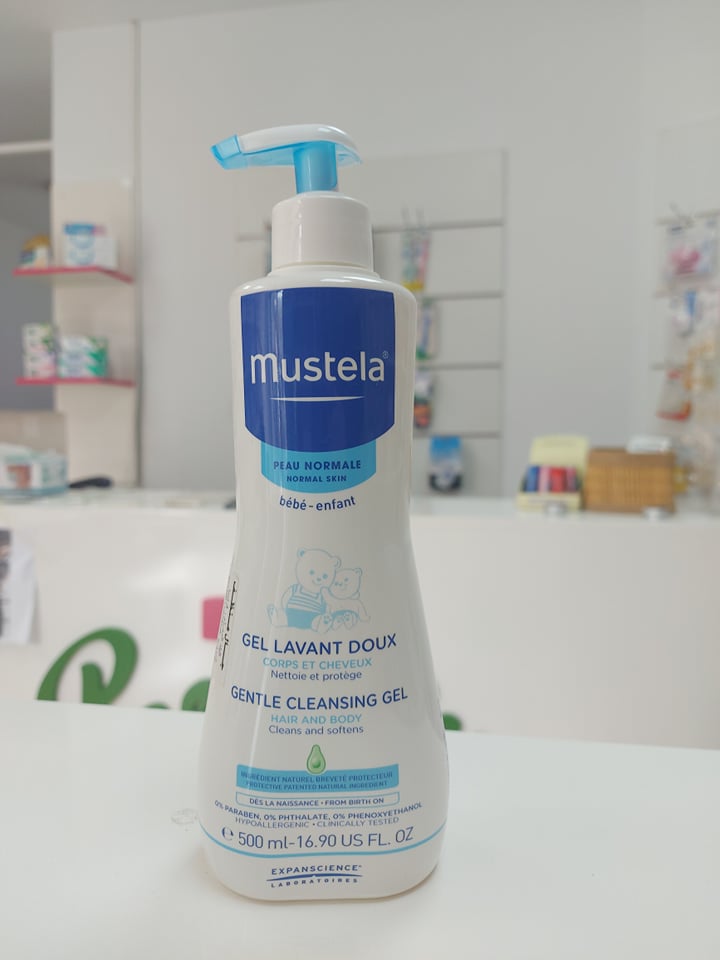 mustela®
PEAU NORMALE
NORMAL SKIN
bébé-enfant
GEL LAVANT DOUX
CORPS ET CHEVEUX
Nettoie et protège
GENTLE CLEANSING GEL
HAIR AND BODY
Cleans and softens
INGRÉDIENT NATUREL BREVETÉ PROTECTEUR
PROTECTIVE PATENTED NATURAL INGREDIENT
DÈS LA NAISSANCE • FROM BIRTH ON
0% PARABEN, 0% PHTHALATE, 0% PHENOXYETHANOL
HYPOALLERGENIC • CLINICALLY TESTED
℮ 500 ml-16.90 US FL. OZ
EXPANSCIENCE®
LABORATOIRES